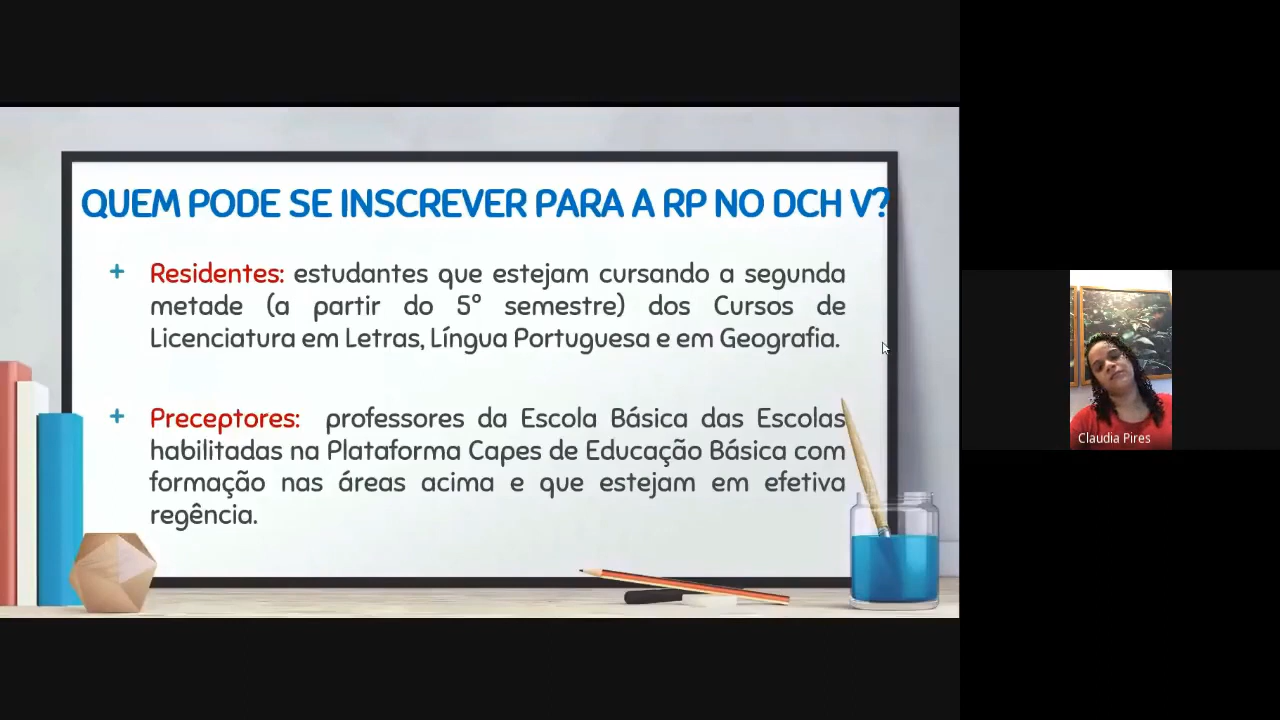 QUEM PODE SE INSCREVER PARA A RP NO DCH V?
+ Residentes: estudantes que estejam cursando a segunda
metade (a partir do 5º semestre) dos Cursos de
Licenciatura em Letras, Língua Portuguesa e em Geografia.
+ Preceptores: professores da Escola Básica das Escolas
habilitadas na Plataforma Capes de Educação Básica com
formação nas áreas acima e que estejam em efetiva
regência.
Claudia Pires